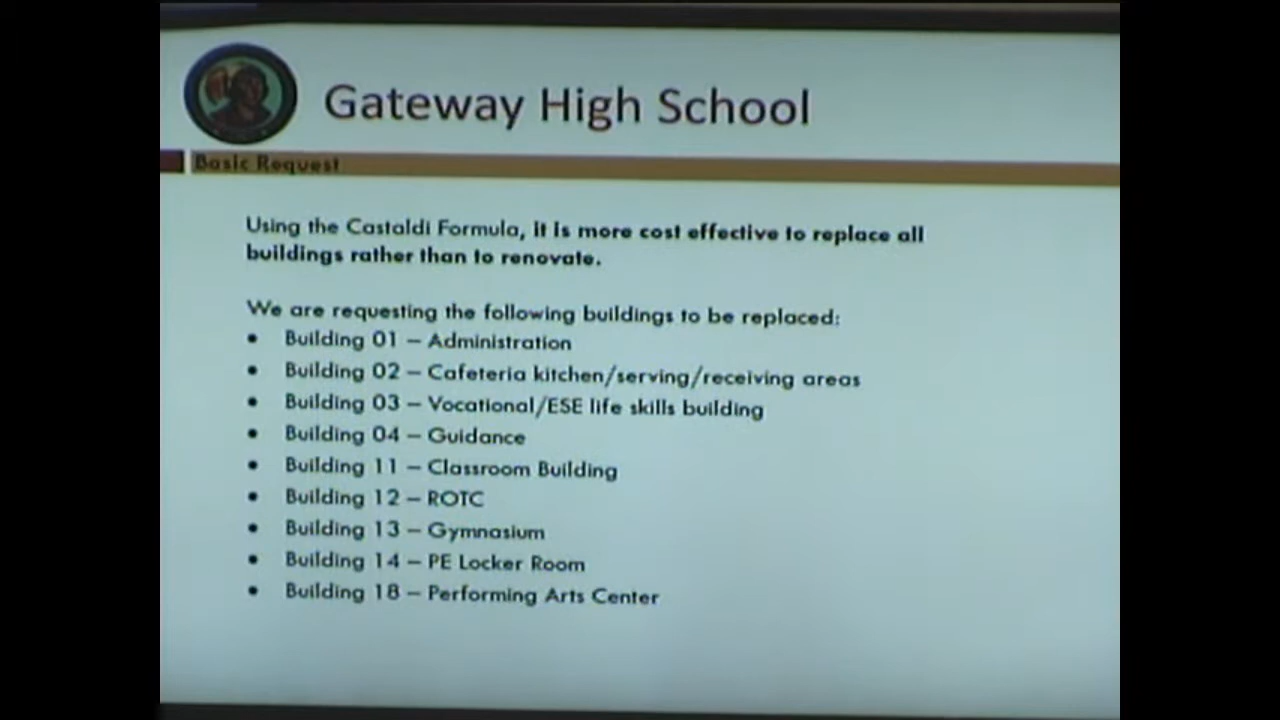 Gateway High School
Basic Request
Using the Castaldi Formula, it is more cost effective to replace all
buildings rather than to renovate.
We are requesting the following buildings to be replaced:
• Building 01 – Administration
• Building 02 – Cafeteria kitchen/serving/receiving areas
• Building 03 – Vocational/ESE life skills building
• Building 04 – Guidance
• Building 11 – Classroom Building
• Building 12 – ROTC
• Building 13 – Gymnasium
• Building 14 – PE Locker Room
• Building 18 – Performing Arts Center